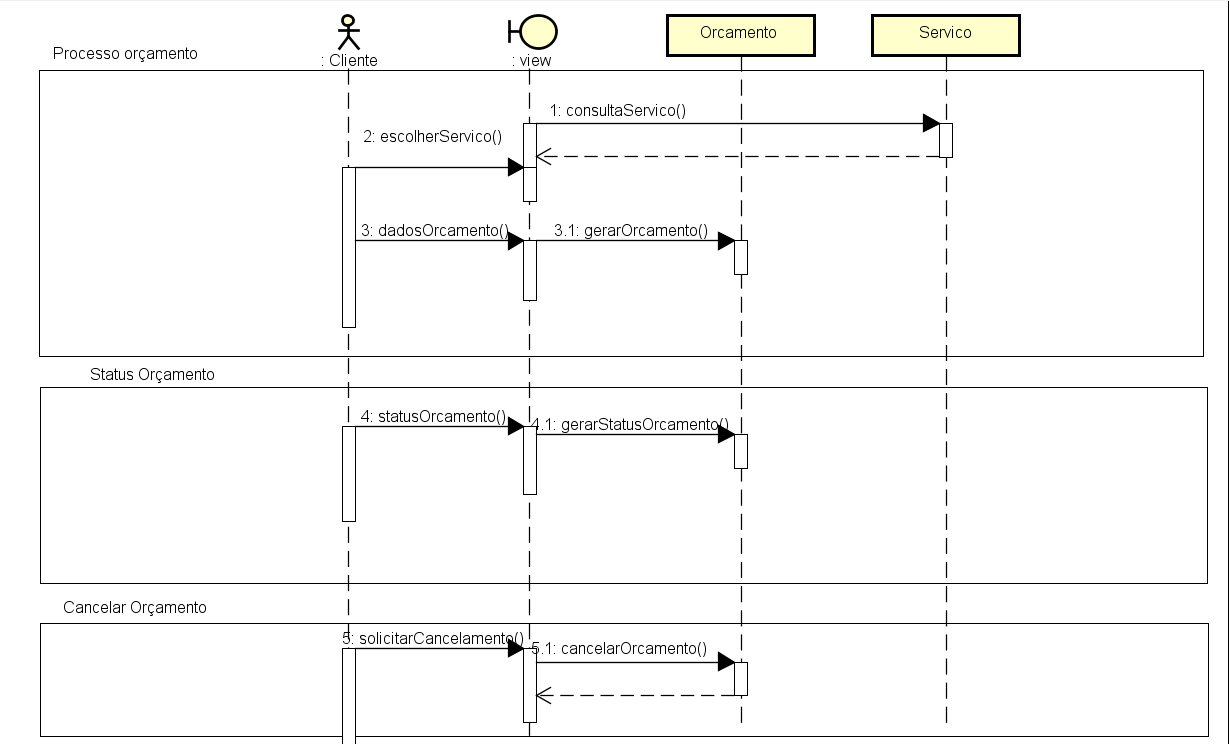 Orcamento
Servico
Processo orçamento
: Cliente
: view
1: consultaServico()
2: escolherServico()
3: dadosOrcamento()
3.1: gerarOrcamento()
Status Orçamento
4: statusOrcamento()
4.1: gerarStatusOrcamento()
Cancelar Orçamento
5: solicitarCancelamento()
5.1: cancelarOrcamento()